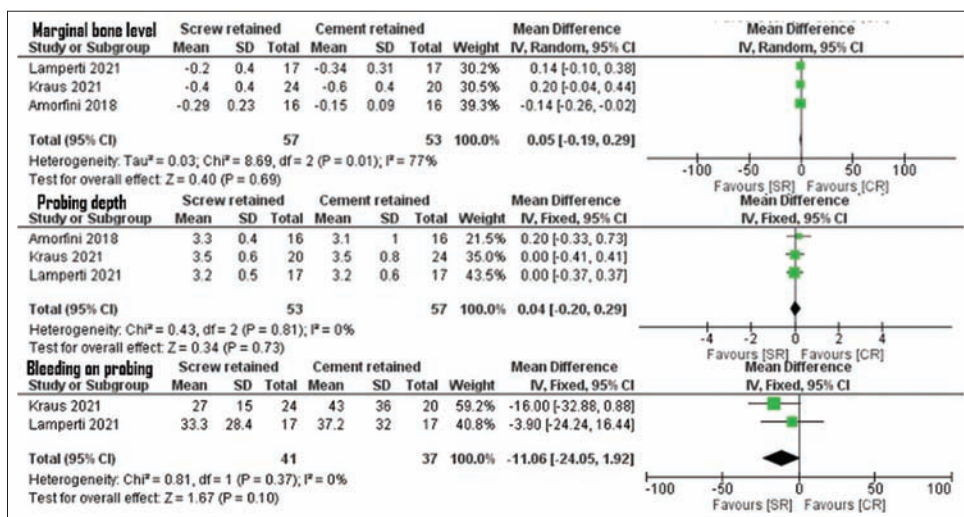 Marginal bone level Screw retained Cement retained Mean Difference Mean Difference
Study or Subgroup Mean SD Total Mean SD Total Weight IV, Random, 95% CI IV, Random, 95% CI
Lamperti 2021 -0.2 0.4 17 -0.34 0.31 17 30.2% 0.14 [-0.10, 0.38]
Kraus 2021 -0.4 0.4 24 -0.6 0.4 20 30.5% 0.20 [-0.04, 0.44]
Amorfini 2018 -0.29 0.23 16 -0.15 0.09 16 39.3% -0.14 [-0.26, -0.02]
Total (95% CI) 57 53 100.0% 0.05 [-0.19, 0.29]
Heterogeneity: Tau² = 0.03; Chi² = 8.69, df = 2 (P = 0.01); I² = 77%
Test for overall effect: Z = 0.40 (P = 0.69)
-100 -50 0 50 100
Favours [SR] Favours [CR]
Probing depth Screw retained Cement retained Mean Difference Mean Difference
Study or Subgroup Mean SD Total Mean SD Total Weight IV, Fixed, 95% CI IV, Fixed, 95% CI
Amorfini 2018 3.3 0.4 16 3.1 1 16 21.5% 0.20 [-0.33, 0.73]
Kraus 2021 3.5 0.6 20 3.5 0.8 24 35.0% 0.00 [-0.41, 0.41]
Lamperti 2021 3.2 0.5 17 3.2 0.6 17 43.5% 0.00 [-0.37, 0.37]
Total (95% CI) 53 57 100.0% 0.04 [-0.20, 0.29]
Heterogeneity: Chi² = 0.43, df = 2 (P = 0.81); I² = 0%
Test for overall effect: Z = 0.34 (P = 0.73)
-4 -2 0 2 4
Favours [SR] Favours [CR]
Bleeding on probing Screw retained Cement retained Mean Difference Mean Difference
Study or Subgroup Mean SD Total Mean SD Total Weight IV, Fixed, 95% CI IV, Fixed, 95% CI
Kraus 2021 27 15 24 43 36 20 59.2% -16.00 [-32.88, 0.88]
Lamperti 2021 33.3 28.4 17 37.2 32 17 40.8% -3.90 [-24.24, 16.44]
Total (95% CI) 41 37 100.0% -11.06 [-24.05, 1.92]
Heterogeneity: Chi² = 0.81, df = 1 (P = 0.37); I² = 0%
Test for overall effect: Z = 1.67 (P = 0.10)
-100 -50 0 50 100
Favours [SR] Favours [CR]